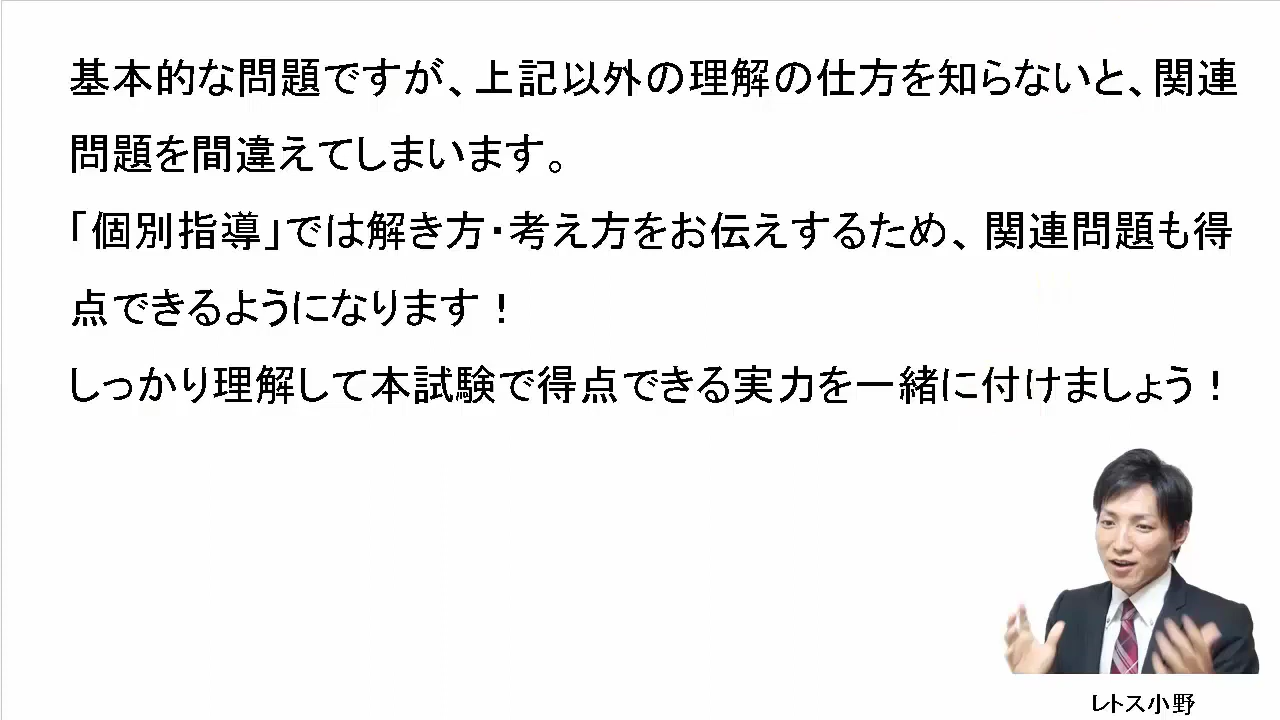 基本的な問題ですが、上記以外の理解の仕方を知らないと、関連
問題を間違えてしまいます。
「個別指導」では解き方・考え方をお伝えするため、関連問題も得
点できるようになります！
しっかり理解して本試験で得点できる実力を一緒に付けましょう！
レトス小野